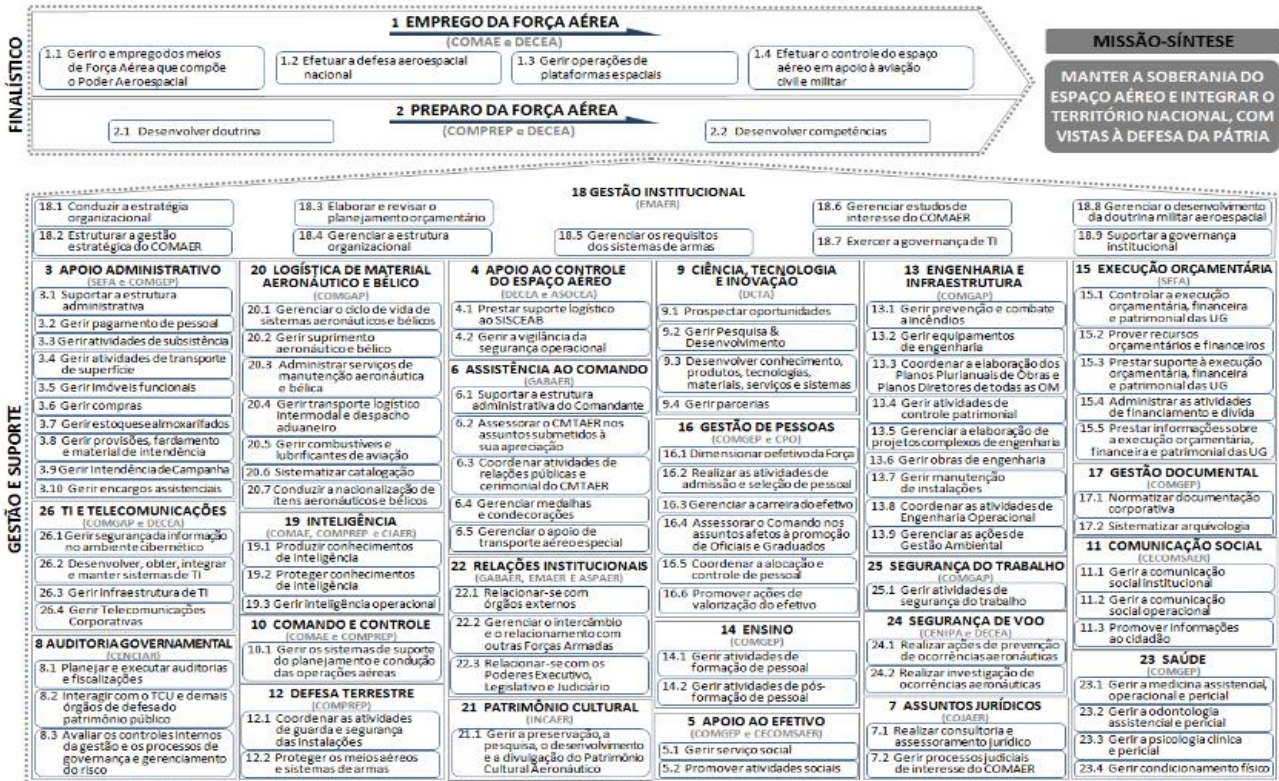 FINALÍSTICO
1 EMPREGO DA FORÇA AÉREA
(COMAE e DECEA)
1.1 Gerir o emprego dos meios
de Força Aérea que compõe
o Poder Aeroespacial
1.2 Efetuar a defesa aeroespacial
nacional
1.3 Gerir operações de
plataformas espaciais
1.4 Efetuar o controle do espaço
aéreo em apoio à aviação
civil e militar
2 PREPARO DA FORÇA AÉREA
(COMPREP e DECEA)
2.1 Desenvolver doutrina
2.2 Desenvolver competências
MISSÃO-SÍNTESE
MANTER A SOBERANIA DO
ESPAÇO AÉREO E INTEGRAR O
TERRITÓRIO NACIONAL, COM
VISTAS À DEFESA DA PÁTRIA
GESTÃO E SUPORTE
18 GESTÃO INSTITUCIONAL
(EMAER)
18.1 Conduzir a estratégia
organizacional
18.2 Estruturar a gestão
estratégica do COMAER
18.3 Elaborar e revisar o
planejamento orçamentário
18.4 Gerenciar a estrutura
organizacional
18.5 Gerenciar os requisitos
dos sistemas de armas
18.6 Gerenciar estudos de
interesse do COMAER
18.7 Exercer a governança de TI
18.8 Gerenciar o desenvolvimento
da doutrina militar aeroespacial
18.9 Suportar a governança
institucional
3 APOIO ADMINISTRATIVO
(SEFA e COMGEP)
3.1 Suportar a estrutura
administrativa
3.2 Gerir pagamento de pessoal
3.3 Gerir atividades de subsistência
3.4 Gerir atividades de transporte
de superfície
3.5 Gerir imóveis funcionais
3.6 Gerir compras
3.7 Gerir estoques e almoxarifados
3.8 Gerir provisões, fardamento
e material de intendência
3.9 Gerir Intendência de Campanha
3.10 Gerir encargos assistenciais
26 TI E TELECOMUNICAÇÕES
(COMGAP e DECEA)
26.1 Gerir segurança da informação
no ambiente cibernético
26.2 Desenvolver, obter, integrar
e manter sistemas de TI
26.3 Gerir Infraestrutura de TI
26.4 Gerir Telecomunicações
Corporativas
8 AUDITORIA GOVERNAMENTAL
(CENCIAR)
8.1 Planejar e executar auditorias
e fiscalizações
8.2 Interagir com o TCU e demais
órgãos de defesa do
patrimônio público
8.3 Avaliar os controles internos
da gestão e os processos de
governança e gerenciamento
do risco
20 LOGÍSTICA DE MATERIAL
AERONÁUTICO E BÉLICO
(COMGAP)
20.1 Gerenciar o ciclo de vida de
sistemas aeronáuticos e bélicos
20.2 Gerir suprimento
aeronáutico e bélico
20.3 Administrar serviços de
manutenção aeronáutica
e bélica
20.4 Gerir transporte logístico
intermodal e despacho
aduaneiro
20.5 Gerir combustíveis e
lubrificantes de aviação
20.6 Sistematizar catalogação
20.7 Conduzir a nacionalização de
itens aeronáuticos e bélicos
19 INTELIGÊNCIA
(COMAE, COMPREP e CIAER)
19.1 Produzir conhecimentos
de inteligência
19.2 Proteger conhecimentos
de inteligência
19.3 Gerir inteligência operacional
10 COMANDO E CONTROLE
(COMAE e COMPREP)
10.1 Gerir os sistemas de suporte
do planejamento e condução
das operações aéreas
12 DEFESA TERRESTRE
(COMPREP)
12.1 Coordenar as atividades
de guarda e segurança
das instalações
12.2 Proteger os meios aéreos
e sistemas de armas
4 APOIO AO CONTROLE
DO ESPAÇO AÉREO
(DECEA e ASOCEA)
4.1 Prestar suporte logístico
ao SISCEAB
4.2 Gerir a vigilância da
segurança operacional
6 ASSISTÊNCIA AO COMANDO
(GABAER)
6.1 Suportar a estrutura
administrativa do Comandante
6.2 Assessorar o CMTAER nos
assuntos submetidos à
sua apreciação
6.3 Coordenar atividades de
relações públicas e
cerimonial do CMTAER
6.4 Gerenciar medalhas
e condecorações
6.5 Gerenciar o apoio de
transporte aéreo especial
22 RELAÇÕES INSTITUCIONAIS
(GABAER, EMAER E ASPAER)
22.1 Relacionar-se com
órgãos externos
22.2 Gerenciar o intercâmbio
e o relacionamento com
outras Forças Armadas
22.3 Relacionar-se com os
Poderes Executivo,
Legislativo e Judiciário
21 PATRIMÔNIO CULTURAL
(INCAER)
21.1 Gerir a preservação, a
pesquisa, o desenvolvimento
e a divulgação do Patrimônio
Cultural Aeronáutico
9 CIÊNCIA, TECNOLOGIA
E INOVAÇÃO
(DCTA)
9.1 Prospectar oportunidades
9.2 Gerir Pesquisa &
Desenvolvimento
9.3 Desenvolver conhecimento,
produtos, tecnologias,
materiais, serviços e sistemas
9.4 Gerir parcerias
16 GESTÃO DE PESSOAS
(COMGEP e CPO)
16.1 Dimensionar o efetivo da Força
16.2 Realizar as atividades de
admissão e seleção de pessoal
16.3 Gerenciar a carreira do efetivo
16.4 Assessorar o Comando nos
assuntos afetos à promoção
de Oficiais e Graduados
16.5 Coordenar a alocação e
controle de pessoal
16.6 Promover ações de
valorização do efetivo
14 ENSINO
(COMGEP)
14.1 Gerir atividades de
formação de pessoal
14.2 Gerir atividades de pós-
formação de pessoal
5 APOIO AO EFETIVO
(COMGEP e CECOMSAER)
5.1 Gerir serviço social
5.2 Promover atividades sociais
13 ENGENHARIA E
INFRAESTRUTURA
(COMGAP)
13.1 Gerir prevenção e combate
a incêndios
13.2 Gerir equipamentos
de engenharia
13.3 Coordenar a elaboração dos
Planos Plurianuais de Obras e
Planos Diretores de todas as OM
13.4 Gerir atividades de
controle patrimonial
13.5 Gerenciar a elaboração de
projetos complexos de engenharia
13.6 Gerir obras de engenharia
13.7 Gerir manutenção
de instalações
13.8 Coordenar as atividades de
Engenharia Operacional
13.9 Gerenciar as ações de
Gestão Ambiental
25 SEGURANÇA DO TRABALHO
(COMGAP)
25.1 Gerir atividades de
segurança do trabalho
24 SEGURANÇA DE VOO
(CENIPA e DECEA)
24.1 Realizar ações de prevenção
de ocorrências aeronáuticas
24.2 Realizar investigação de
ocorrências aeronáuticas
7 ASSUNTOS JURÍDICOS
(COJAER)
7.1 Realizar consultoria e
assessoramento jurídico
7.2 Gerir processos judiciais
de interesse do COMAER
15 EXECUÇÃO ORÇAMENTÁRIA
(SEFA)
15.1 Controlar a execução
orçamentária, financeira
e patrimonial das UG
15.2 Prover recursos
orçamentários e financeiros
15.3 Prestar suporte à execução
orçamentária, financeira
e patrimonial das UG
15.4 Administrar as atividades
de financiamento e dívida
15.5 Prestar informações sobre
a execução orçamentária,
financeira e patrimonial das UG
17 GESTÃO DOCUMENTAL
(COMGEP)
17.1 Normatizar documentação
corporativa
17.2 Sistematizar arquivologia
11 COMUNICAÇÃO SOCIAL
(CECOMSAER)
11.1 Gerir a comunicação
social institucional
11.2 Gerir a comunicação
social operacional
11.3 Promover informações
ao cidadão
23 SAÚDE
(COMGEP)
23.1 Gerir a medicina assistencial,
operacional e pericial
23.2 Gerir a odontologia
assistencial e pericial
23.3 Gerir a psicologia clínica
e pericial
23.4 Gerir condicionamento físico